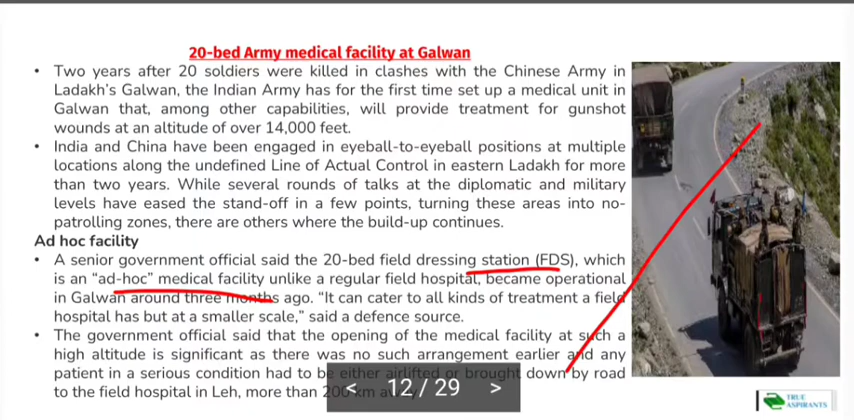 20-bed Army medical facility at Galwan
• Two years after 20 soldiers were killed in clashes with the Chinese Army in
Ladakh's Galwan, the Indian Army has for the first time set up a medical unit in
Galwan that, among other capabilities, will provide treatment for gunshot
wounds at an altitude of over 14,000 feet.
• India and China have been engaged in eyeball-to-eyeball positions at multiple
locations along the undefined Line of Actual Control in eastern Ladakh for more
than two years. While several rounds of talks at the diplomatic and military
levels have eased the stand-off in a few points, turning these areas into no-
patrolling zones, there are others where the build-up continues.
Ad hoc facility
• A senior government official said the 20-bed field dressing station (FDS), which
is an “ad-hoc” medical facility unlike a regular field hospital, became operational
in Galwan around three months ago. “It can cater to all kinds of treatment a field
hospital has but at a smaller scale,” said a defence source.
• The government official said that the opening of the medical facility at such a
high altitude is significant as there was no such arrangement earlier and any
patient in a serious condition had to be either airlifted or brought down by road
to the field hospital in Leh, more than 200 km away.
< 12 / 29 >
TRUE
ASPIRANTS